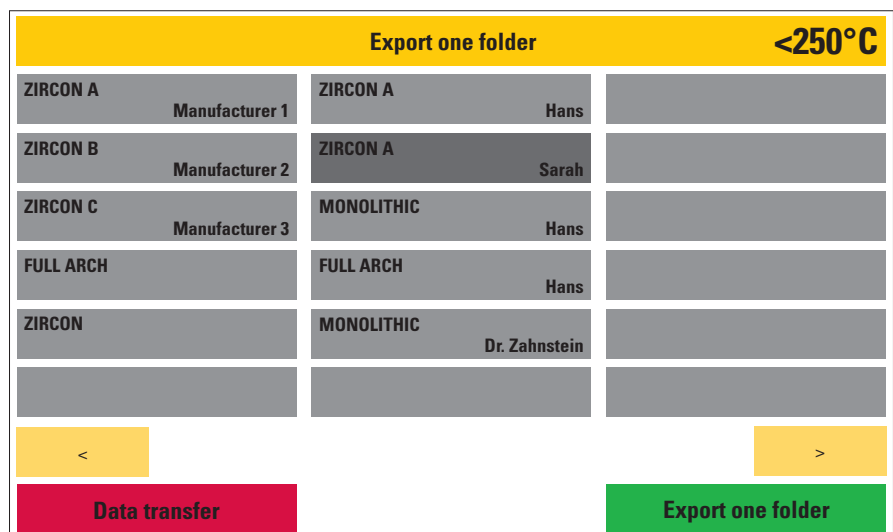 Export one folder
<250°C
ZIRCON A
Manufacturer 1
ZIRCON A
Hans
ZIRCON B
Manufacturer 2
ZIRCON A
Sarah
ZIRCON C
Manufacturer 3
MONOLITHIC
Hans
FULL ARCH
FULL ARCH
Hans
ZIRCON
MONOLITHIC
Dr. Zahnstein
<
>
Data transfer
Export one folder